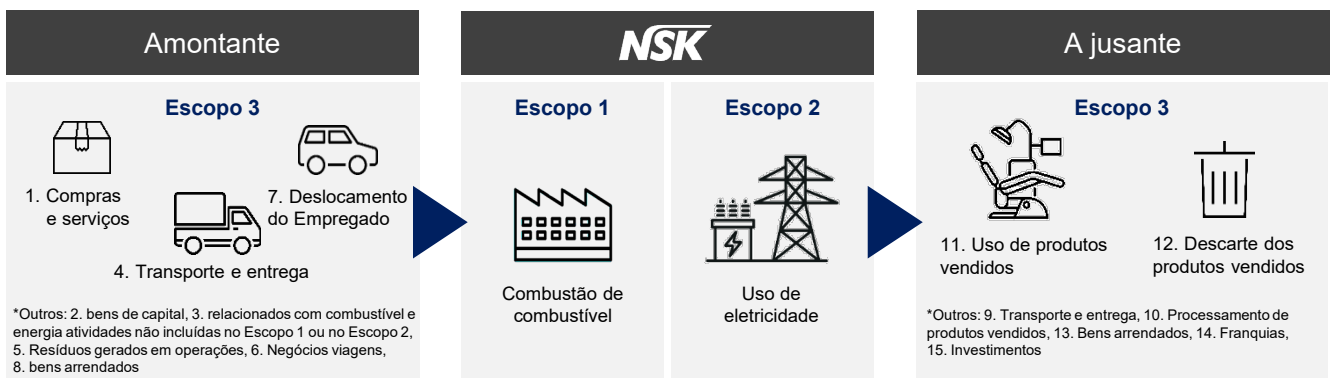 Amontante
NSK
A jusante
Escopo 3
1. Compras
e serviços
7. Deslocamento
do Empregado
4. Transporte e entrega
*Outros: 2. bens de capital, 3. relacionados com combustível e
energia atividades não incluídas no Escopo 1 ou no Escopo 2,
5. Resíduos gerados em operações, 6. Negócios viagens,
8. bens arrendados
Escopo 1
Combustão de
combustível
Escopo 2
Uso de
eletricidade
Escopo 3
11. Uso de produtos
vendidos
12. Descarte dos
produtos vendidos
*Outros: 9. Transporte e entrega, 10. Processamento de
produtos vendidos, 13. Bens arrendados, 14. Franquias,
15. Investimentos